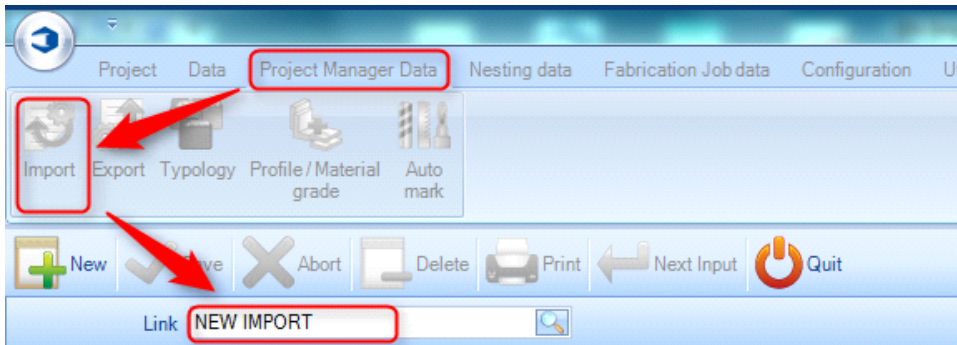 Project Data Project Manager Data Nesting data Fabrication Job data Configuration
Import Export Typology Profile / Material grade Auto mark
New Save Abort Delete Print Next Input Quit
Link NEW IMPORT